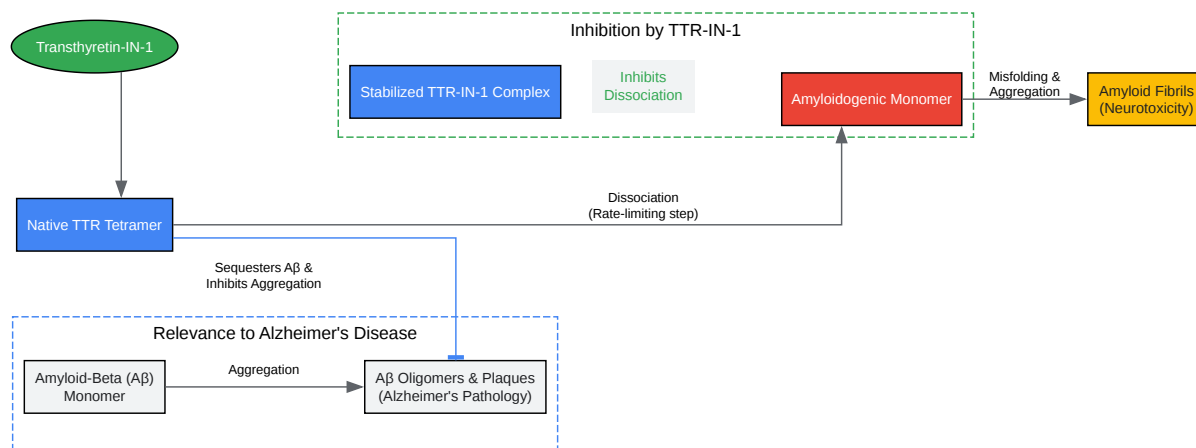 Inhibition by TTR-IN-1
Transthyretin-IN-1
Stabilized TTR-IN-1 Complex
Inhibits
Dissociation
Amyloidogenic Monomer
Misfolding &
Aggregation
Amyloid Fibrils
(Neurotoxicity)
Native TTR Tetramer
Dissociation
(Rate-limiting step)
Sequesters Aβ &
Inhibits Aggregation
Relevance to Alzheimer's Disease
Amyloid-Beta (Aβ)
Monomer
Aggregation
Aβ Oligomers & Plaques
(Alzheimer's Pathology)